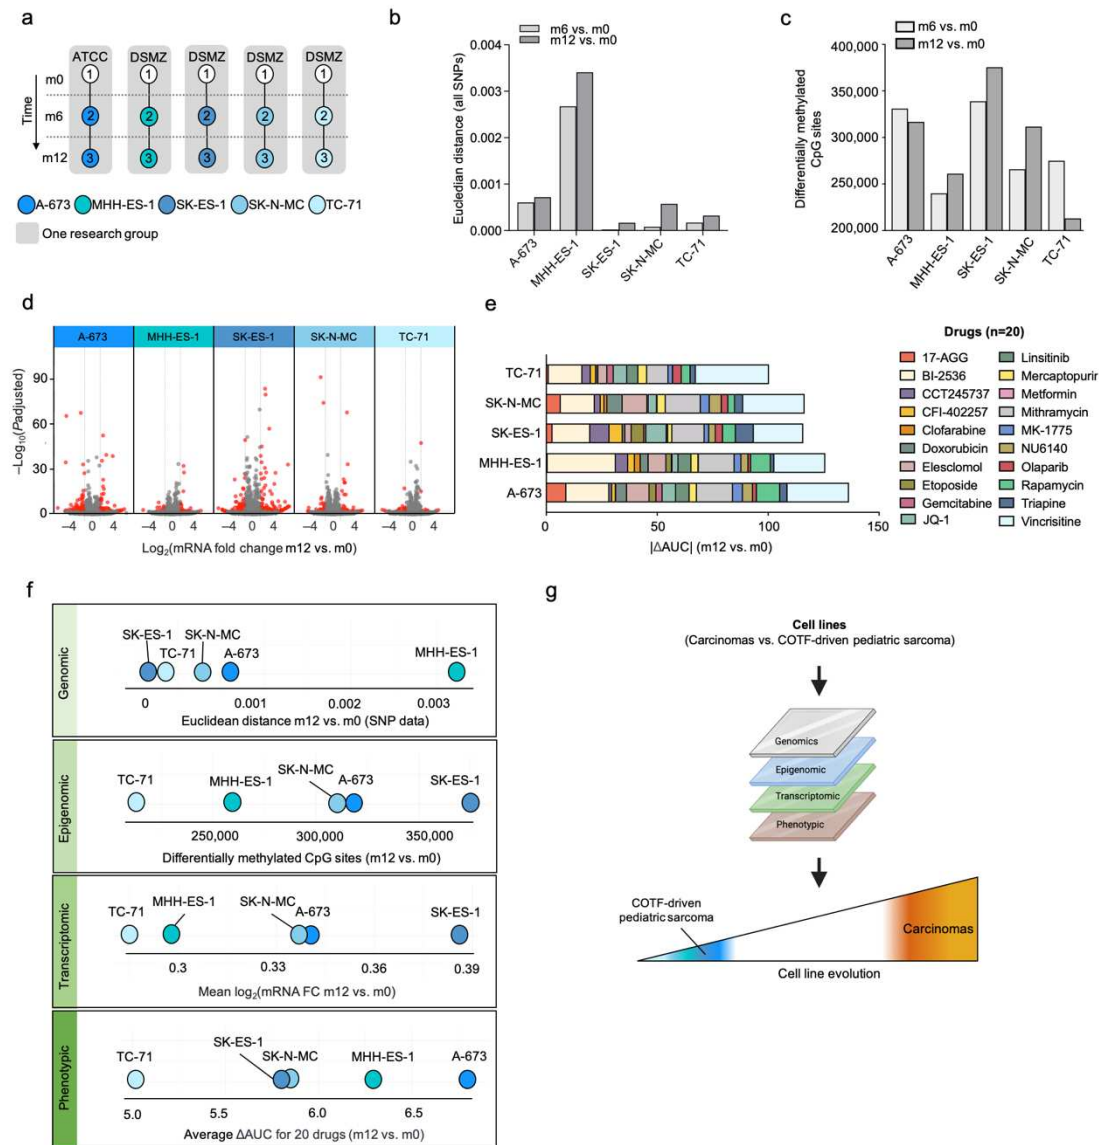 a
ATCC DSMZ DSMZ DSMZ DSMZ
Time
m0 1 1 1 1 1
m6 2 2 2 2 2
m12 3 3 3 3 3
A-673 MHH-ES-1 SK-ES-1 SK-N-MC TC-71
One research group
b
m6 vs. m0
m12 vs. m0
Eucledian distance (all SNPs)
0.004
0.003
0.002
0.001
0.000
A-673 MHH-ES-1 SK-ES-1 SK-N-MC TC-71
c
m6 vs. m0
m12 vs. m0
Differentially methylated
CpG sites
400,000
350,000
300,000
250,000
200,000
A-673 MHH-ES-1 SK-ES-1 SK-N-MC TC-71
d
A-673 MHH-ES-1 SK-ES-1 SK-N-MC TC-71
−Log10(Padjusted)
90
60
30
0
−4 0 4 −4 0 4 −4 0 4 −4 0 4 −4 0 4
Log2(mRNA fold change m12 vs. m0)
e
TC-71
SK-N-MC
SK-ES-1
MHH-ES-1
A-673
0 50 100 150
|ΔAUC| (m12 vs. m0)
Drugs (n=20)
17-AGG
BI-2536
CCT245737
CFI-402257
Clofarabine
Doxorubicin
Elesclomol
Etoposide
Gemcitabine
JQ-1
Linsitinib
Mercaptopurir
Metformin
Mithramycin
MK-1775
NU6140
Olaparib
Rapamycin
Triapine
Vincrisitine
f
Genomic
SK-ES-1 SK-N-MC
TC-71 A-673 MHH-ES-1
0 0.001 0.002 0.003
Euclidean distance m12 vs. m0 (SNP data)
Epigenomic
TC-71 MHH-ES-1 SK-N-MC A-673 SK-ES-1
250,000 300,000 350,000
Differentially methylated CpG sites (m12 vs. m0)
Transcriptomic
TC-71 MHH-ES-1 SK-N-MC A-673 SK-ES-1
0.3 0.33 0.36 0.39
Mean log2(mRNA FC m12 vs. m0)
Phenotypic
SK-ES-1
TC-71 SK-N-MC MHH-ES-1 A-673
5.0 5.5 6.0 6.5
Average ΔAUC for 20 drugs (m12 vs. m0)
g
Cell lines
(Carcinomas vs. COTF-driven pediatric sarcoma)
Genomics
Epigenomic
Transcriptomic
Phenotypic
COTF-driven
pediatric sarcoma
Carcinomas
Cell line evolution